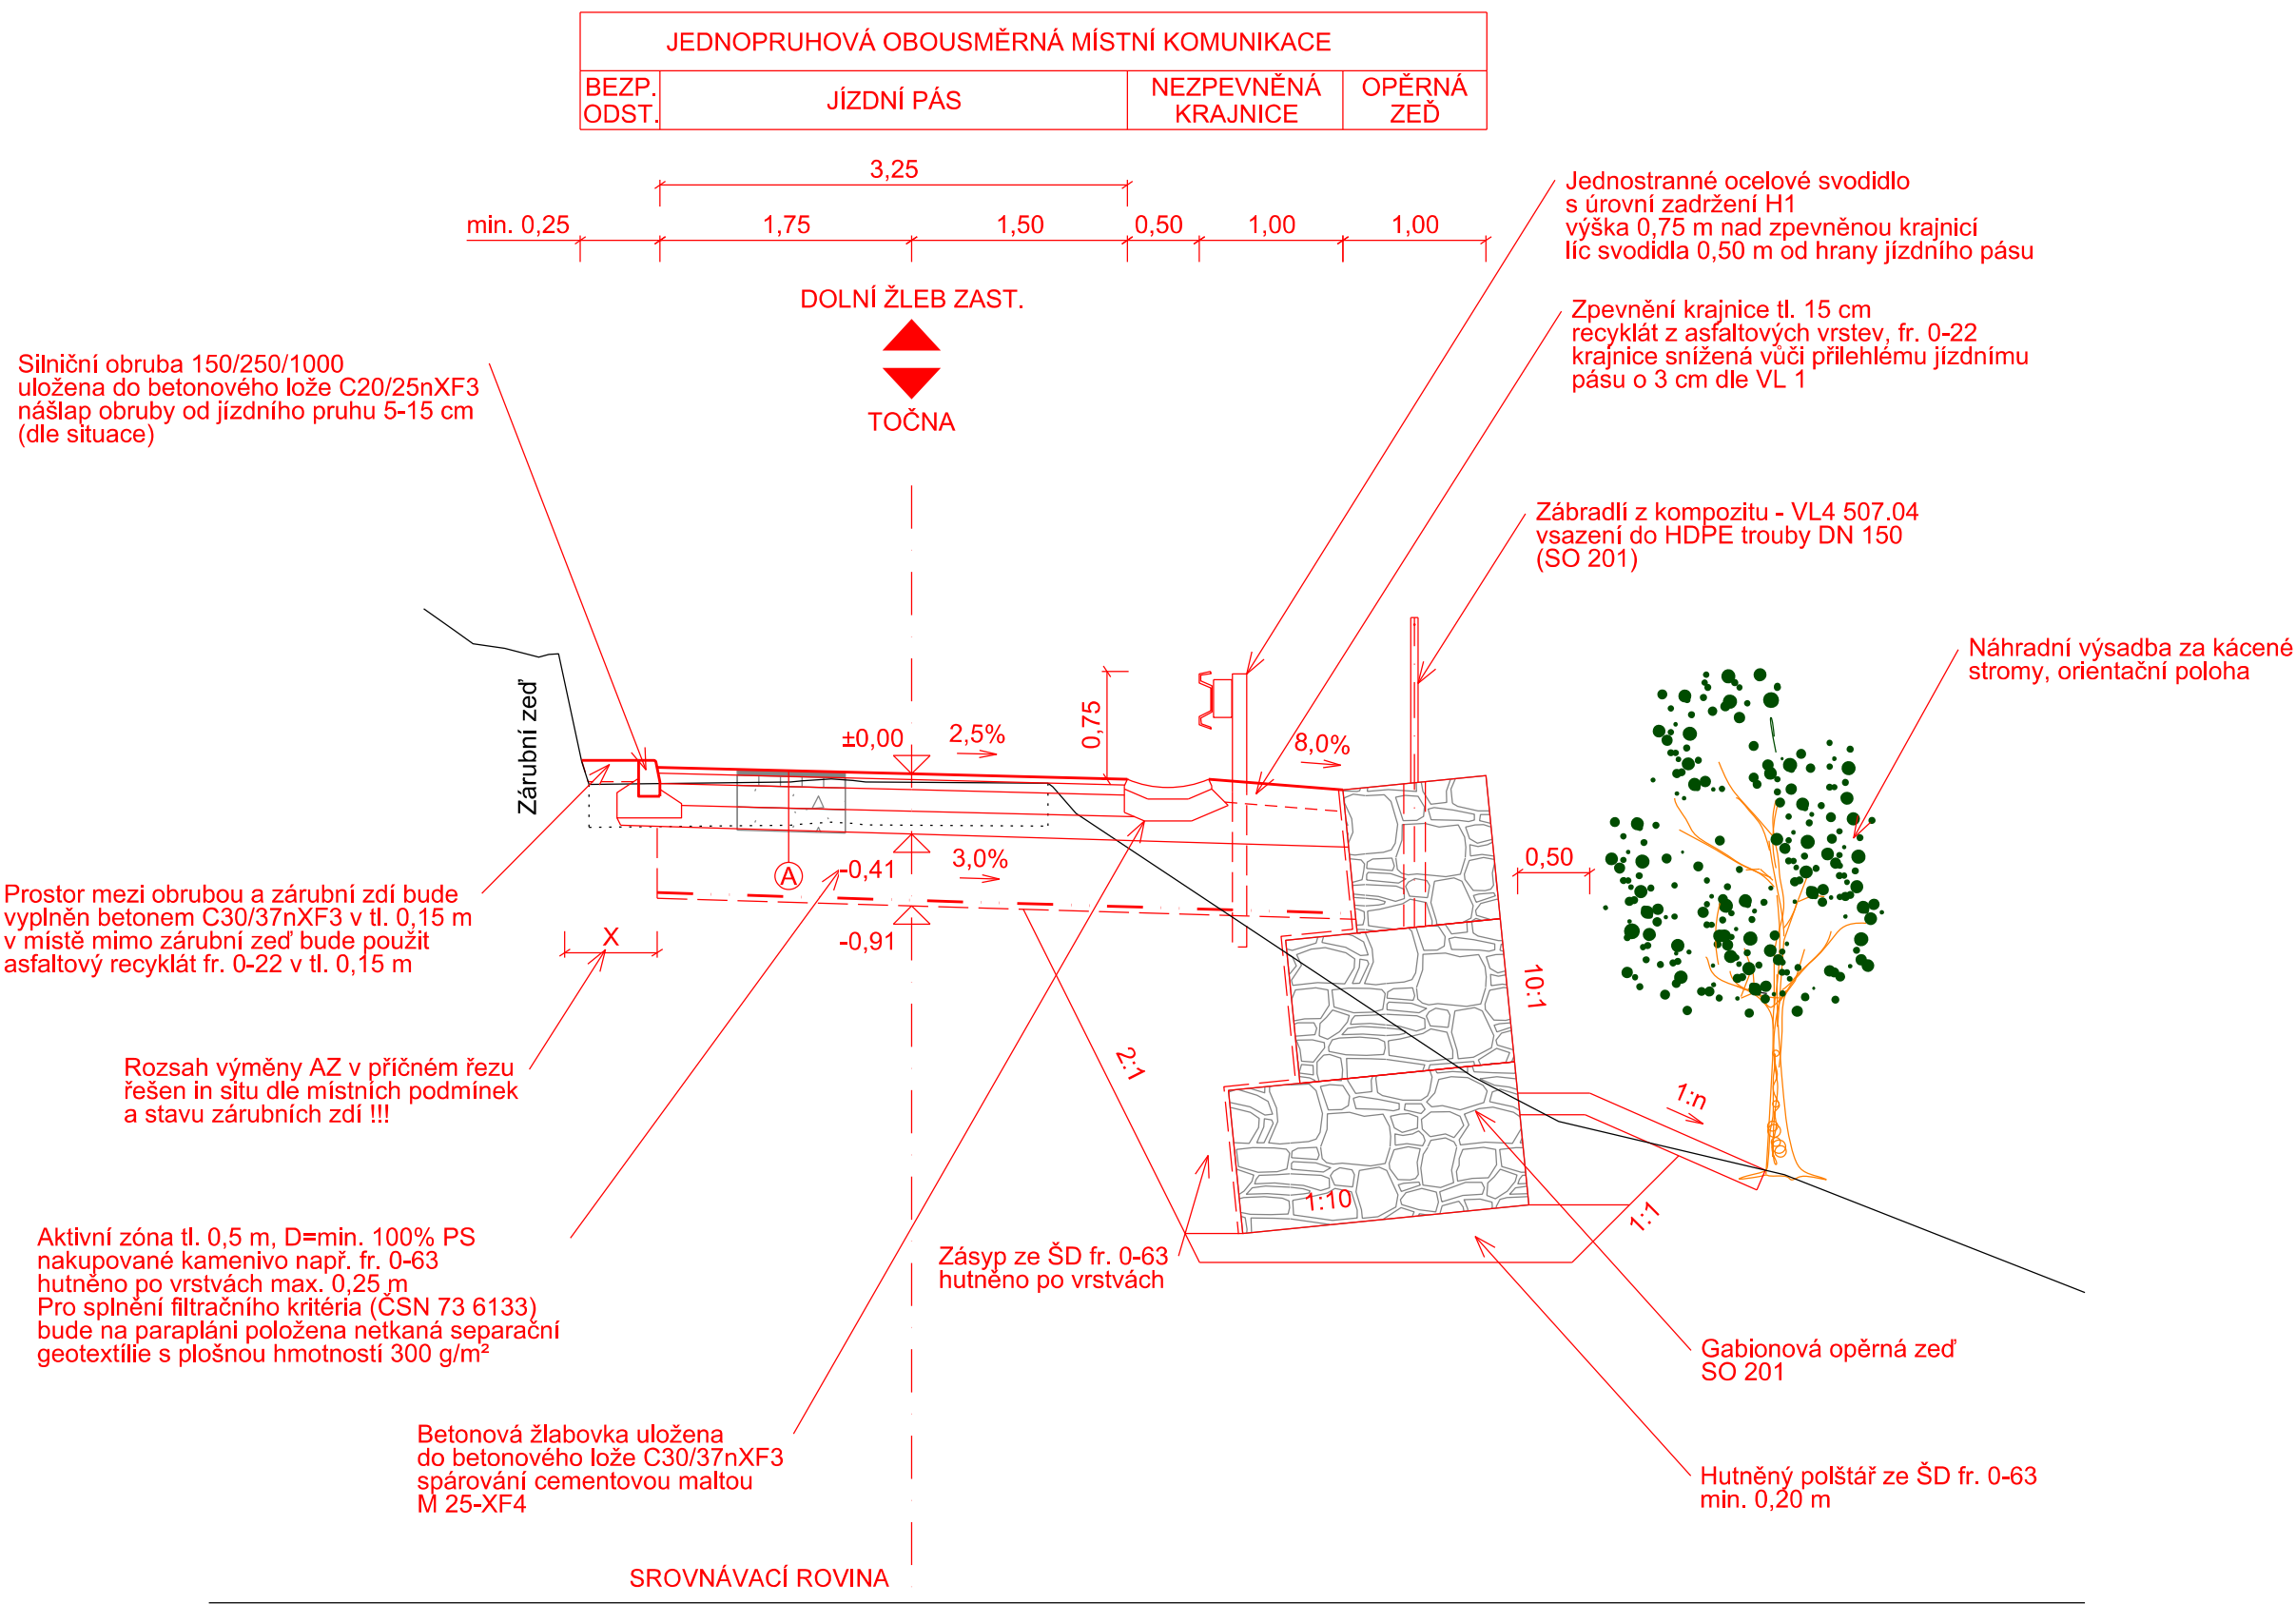 JEDNOPRUHOVÁ OBOUSMĚRNÁ MÍSTNÍ KOMUNIKACE
BEZP.
ODST.
JÍZDNÍ PÁS
NEZPEVNĚNÁ
KRAJNICE
OPĚRNÁ
ZEĎ
3,25
min. 0,25
1,75
1,50
0,50
1,00
1,00
DOLNÍ ŽLEB ZAST.
TOČNA
Jednostranné ocelové svodidlo
s úrovní zadržení H1
výška 0,75 m nad zpevněnou krajnicí
líc svodidla 0,50 m od hrany jízdního pásu
Zpevnění krajnice tl. 15 cm
recyklát z asfaltových vrstev, fr. 0-22
krajnice snížená vůči přilehlému jízdnímu
pásu o 3 cm dle VL 1
Silniční obruba 150/250/1000
uložena do betonového lože C20/25nXF3
nášlap obruby od jízdního pruhu 5-15 cm
(dle situace)
Zábradlí z kompozitu - VL4 507.04
vsazení do HDPE trouby DN 150
(SO 201)
Náhradní výsadba za kácené
stromy, orientační poloha
Zárubní zeď
±0,00
2,5%
0,75
8,0%
-0,41
3,0%
A
-0,91
0,50
X
10:1
2:1
1:n
1:10
1:1
Prostor mezi obrubou a zárubní zdí bude
vyplněn betonem C30/37nXF3 v tl. 0,15 m
v místě mimo zárubní zeď bude použit
asfaltový recyklát fr. 0-22 v tl. 0,15 m
Rozsah výměny AZ v příčném řezu
řešen in situ dle místních podmínek
a stavu zárubních zdí !!!
Aktivní zóna tl. 0,5 m, D=min. 100% PS
nakupované kamenivo např. fr. 0-63
hutněno po vrstvách max. 0,25 m
Pro splnění filtračního kritéria (ČSN 73 6133)
bude na parapláni položena netkaná separační
geotextílie s plošnou hmotností 300 g/m²
Zásyp ze ŠD fr. 0-63
hutněno po vrstvách
Gabionová opěrná zeď
SO 201
Betonová žlabovka uložena
do betonového lože C30/37nXF3
spárování cementovou maltou
M 25-XF4
Hutněný polštář ze ŠD fr. 0-63
min. 0,20 m
SROVNÁVACÍ ROVINA